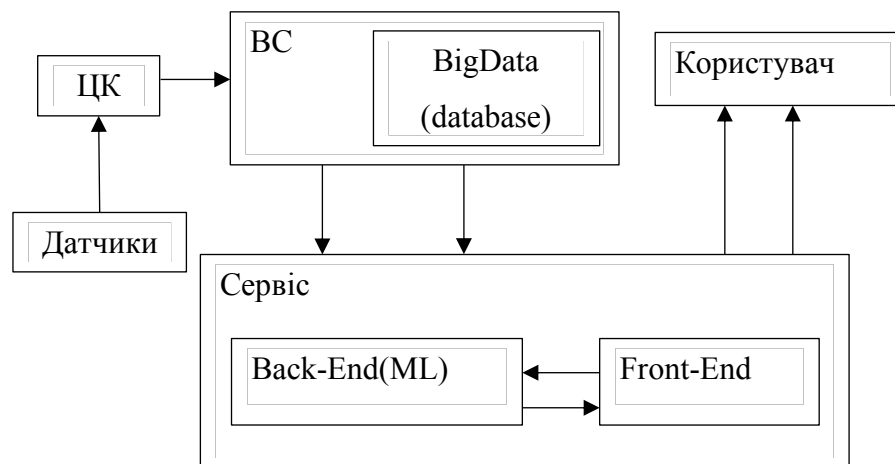 ВС
BigData
(database)
Користувач
ЦК
Датчики
Сервіс
Back-End(ML)
Front-End